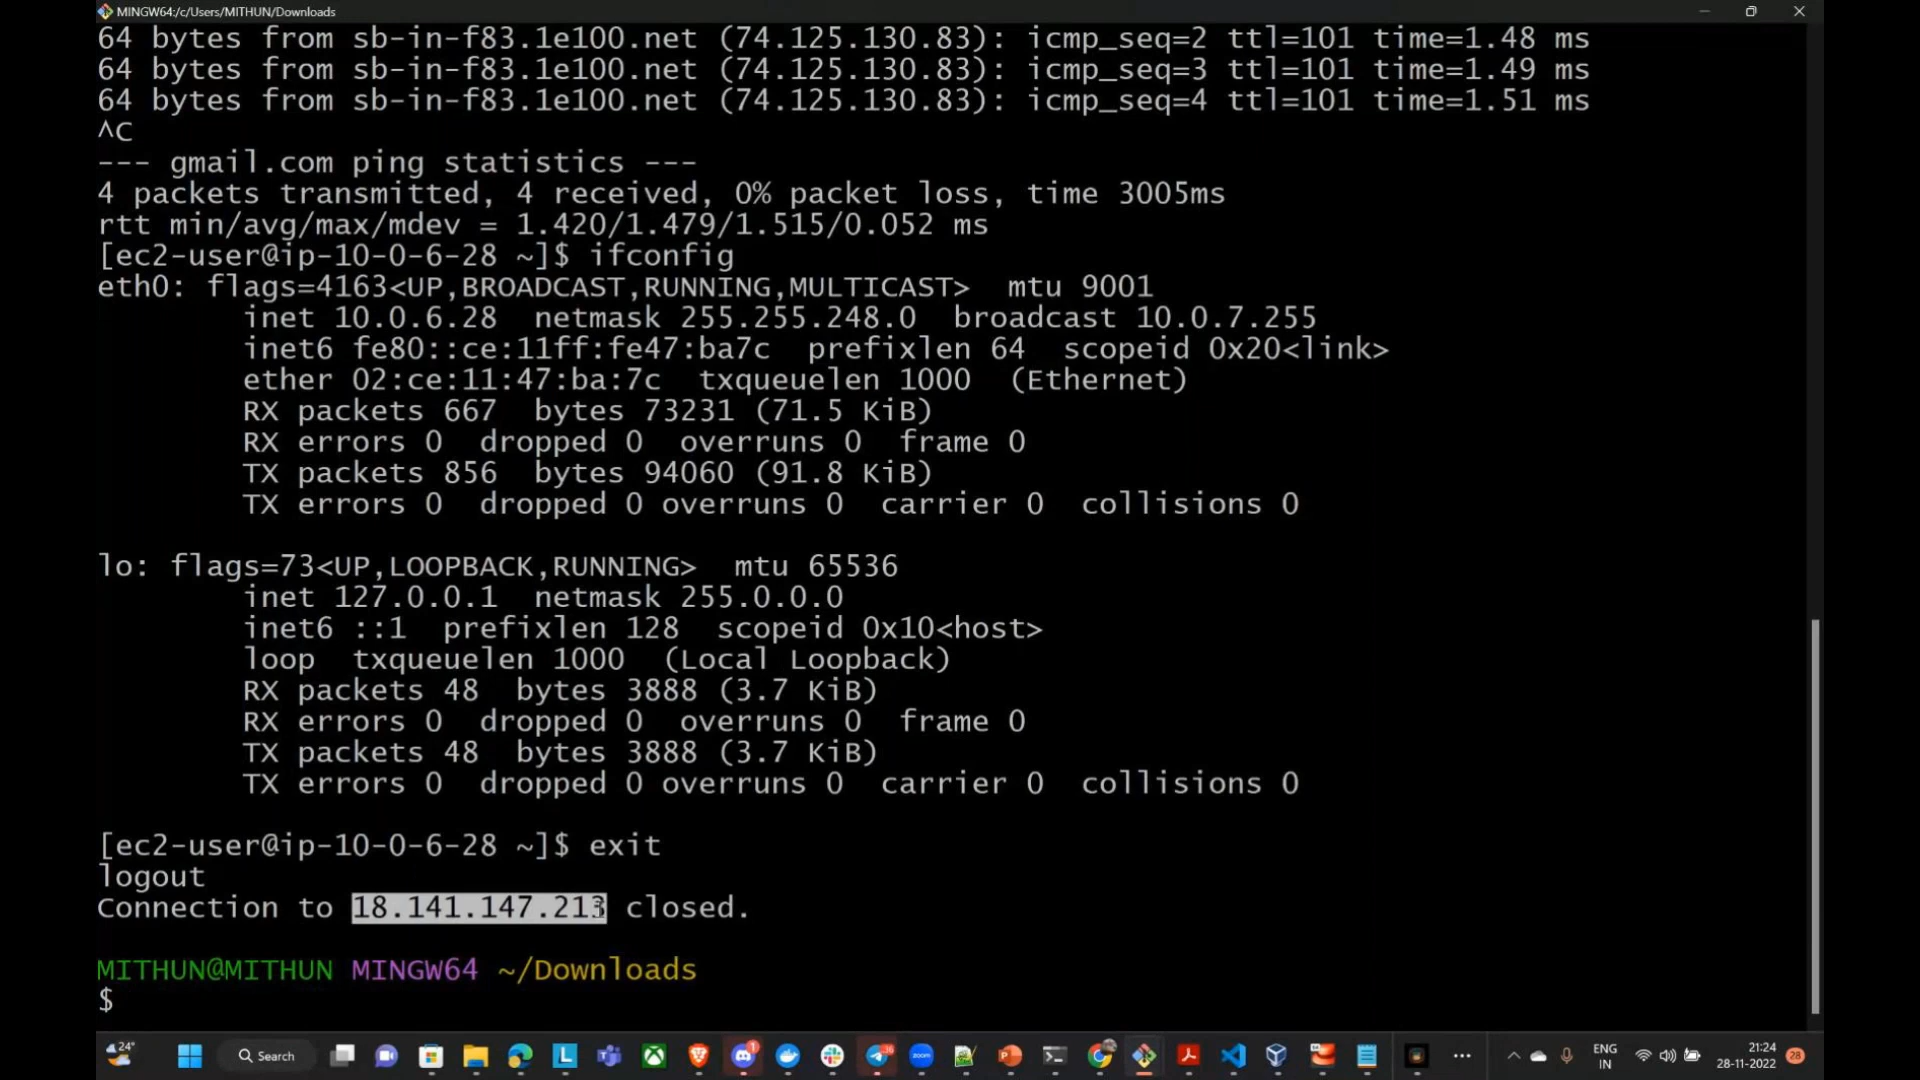 MINGW64:/c/Users/MITHUN/Downloads
64 bytes from sb-in-f83.1e100.net (74.125.130.83): icmp_seq=2 ttl=101 time=1.48 ms
64 bytes from sb-in-f83.1e100.net (74.125.130.83): icmp_seq=3 ttl=101 time=1.49 ms
64 bytes from sb-in-f83.1e100.net (74.125.130.83): icmp_seq=4 ttl=101 time=1.51 ms
^C
--- gmail.com ping statistics ---
4 packets transmitted, 4 received, 0% packet loss, time 3005ms
rtt min/avg/max/mdev = 1.420/1.479/1.515/0.052 ms
[ec2-user@ip-10-0-6-28 ~]$ ifconfig
eth0: flags=4163<UP,BROADCAST,RUNNING,MULTICAST>  mtu 9001
        inet 10.0.6.28  netmask 255.255.248.0  broadcast 10.0.7.255
        inet6 fe80::ce:11ff:fe47:ba7c  prefixlen 64  scopeid 0x20<link>
        ether 02:ce:11:47:ba:7c  txqueuelen 1000  (Ethernet)
        RX packets 667  bytes 73231 (71.5 KiB)
        RX errors 0  dropped 0  overruns 0  frame 0
        TX packets 856  bytes 94060 (91.8 KiB)
        TX errors 0  dropped 0 overruns 0  carrier 0  collisions 0
lo: flags=73<UP,LOOPBACK,RUNNING>  mtu 65536
        inet 127.0.0.1  netmask 255.0.0.0
        inet6 ::1  prefixlen 128  scopeid 0x10<host>
        loop  txqueuelen 1000  (Local Loopback)
        RX packets 48  bytes 3888 (3.7 KiB)
        RX errors 0  dropped 0  overruns 0  frame 0
        TX packets 48  bytes 3888 (3.7 KiB)
        TX errors 0  dropped 0 overruns 0  carrier 0  collisions 0
[ec2-user@ip-10-0-6-28 ~]$ exit
logout
Connection to 18.141.147.213 closed.
MITHUN@MITHUN MINGW64 ~/Downloads
$
24°
Search
zoom
ENG
IN
21:24
28-11-2022
28